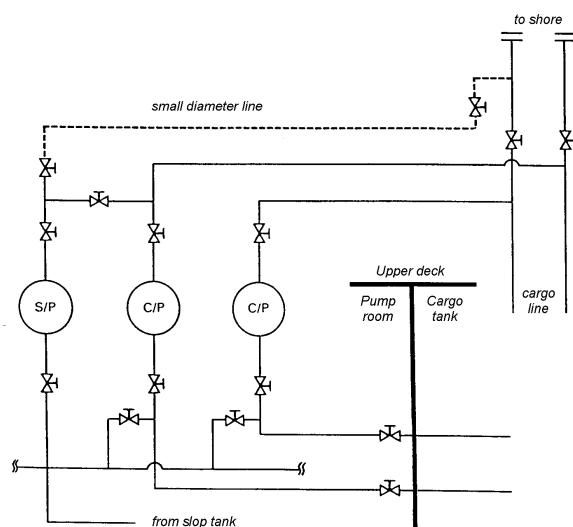 to shore
small diameter line
Upper deck
S/P
C/P
C/P
Pump
room
Cargo
tank
cargo
line
from slop tank